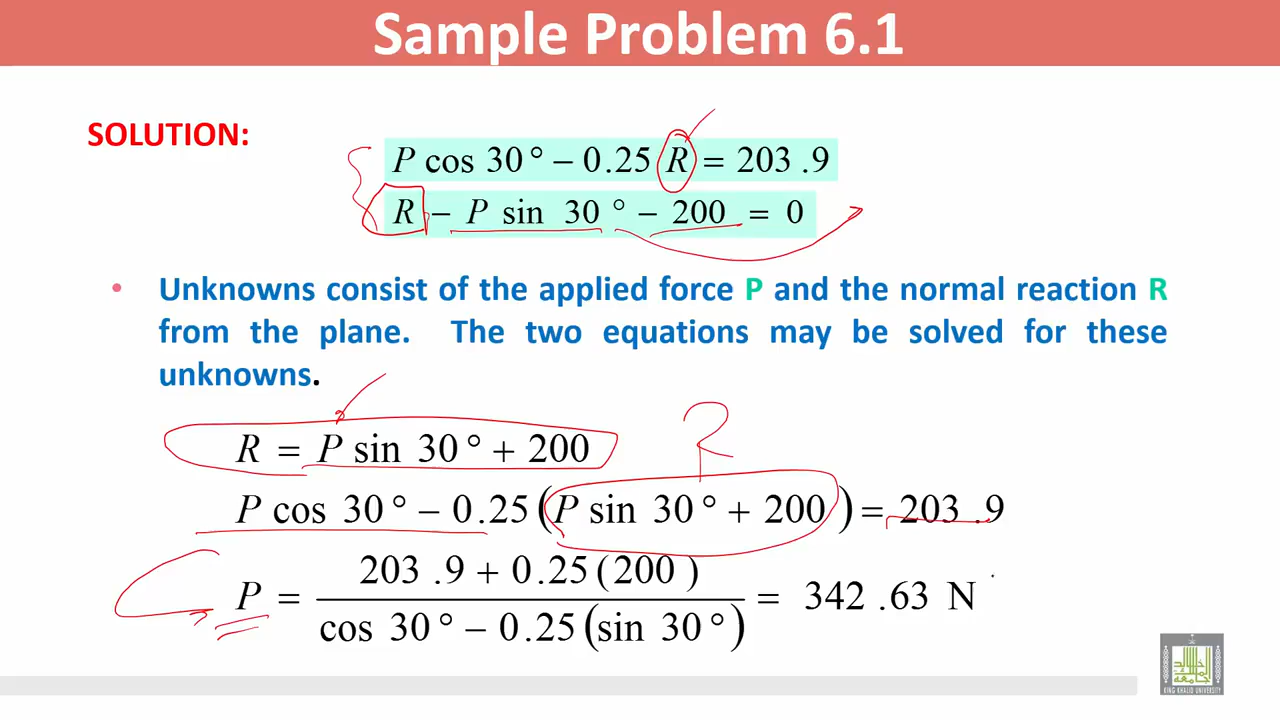 Sample Problem 6.1
SOLUTION:
P cos 30° − 0.25 R = 203 .9
R − P sin 30 ° − 200 = 0
• Unknowns consist of the applied force P and the normal reaction R
from the plane. The two equations may be solved for these
unknowns.
R
R = P sin 30 ° + 200
P cos 30 ° − 0.25 (P sin 30 ° + 200 ) = 203 .9
P = 203 .9 + 0.25 (200 ) / cos 30 ° − 0.25 (sin 30 °) = 342 .63 N
KING KHALID UNIVERSITY